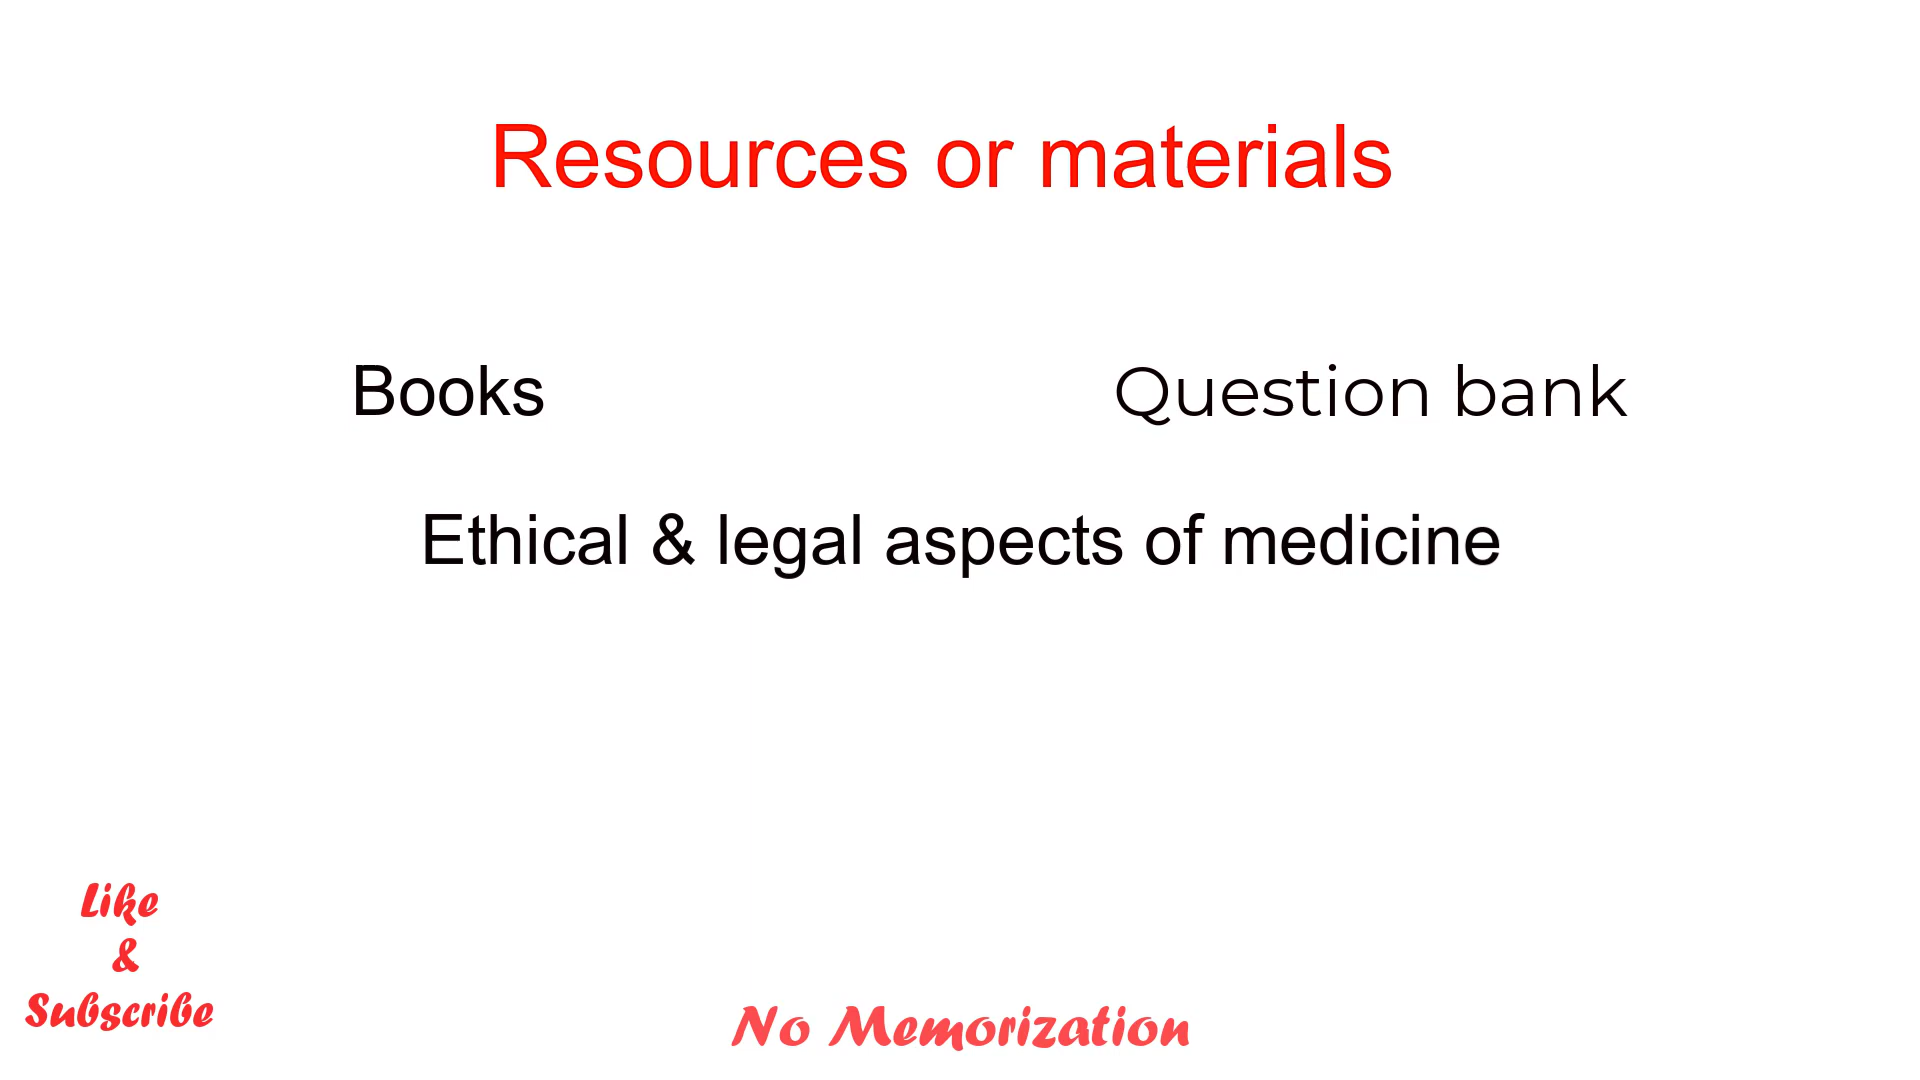 Resources or materials
Books
Question bank
Ethical & legal aspects of medicine
Like
&
Subscribe
No Memorization